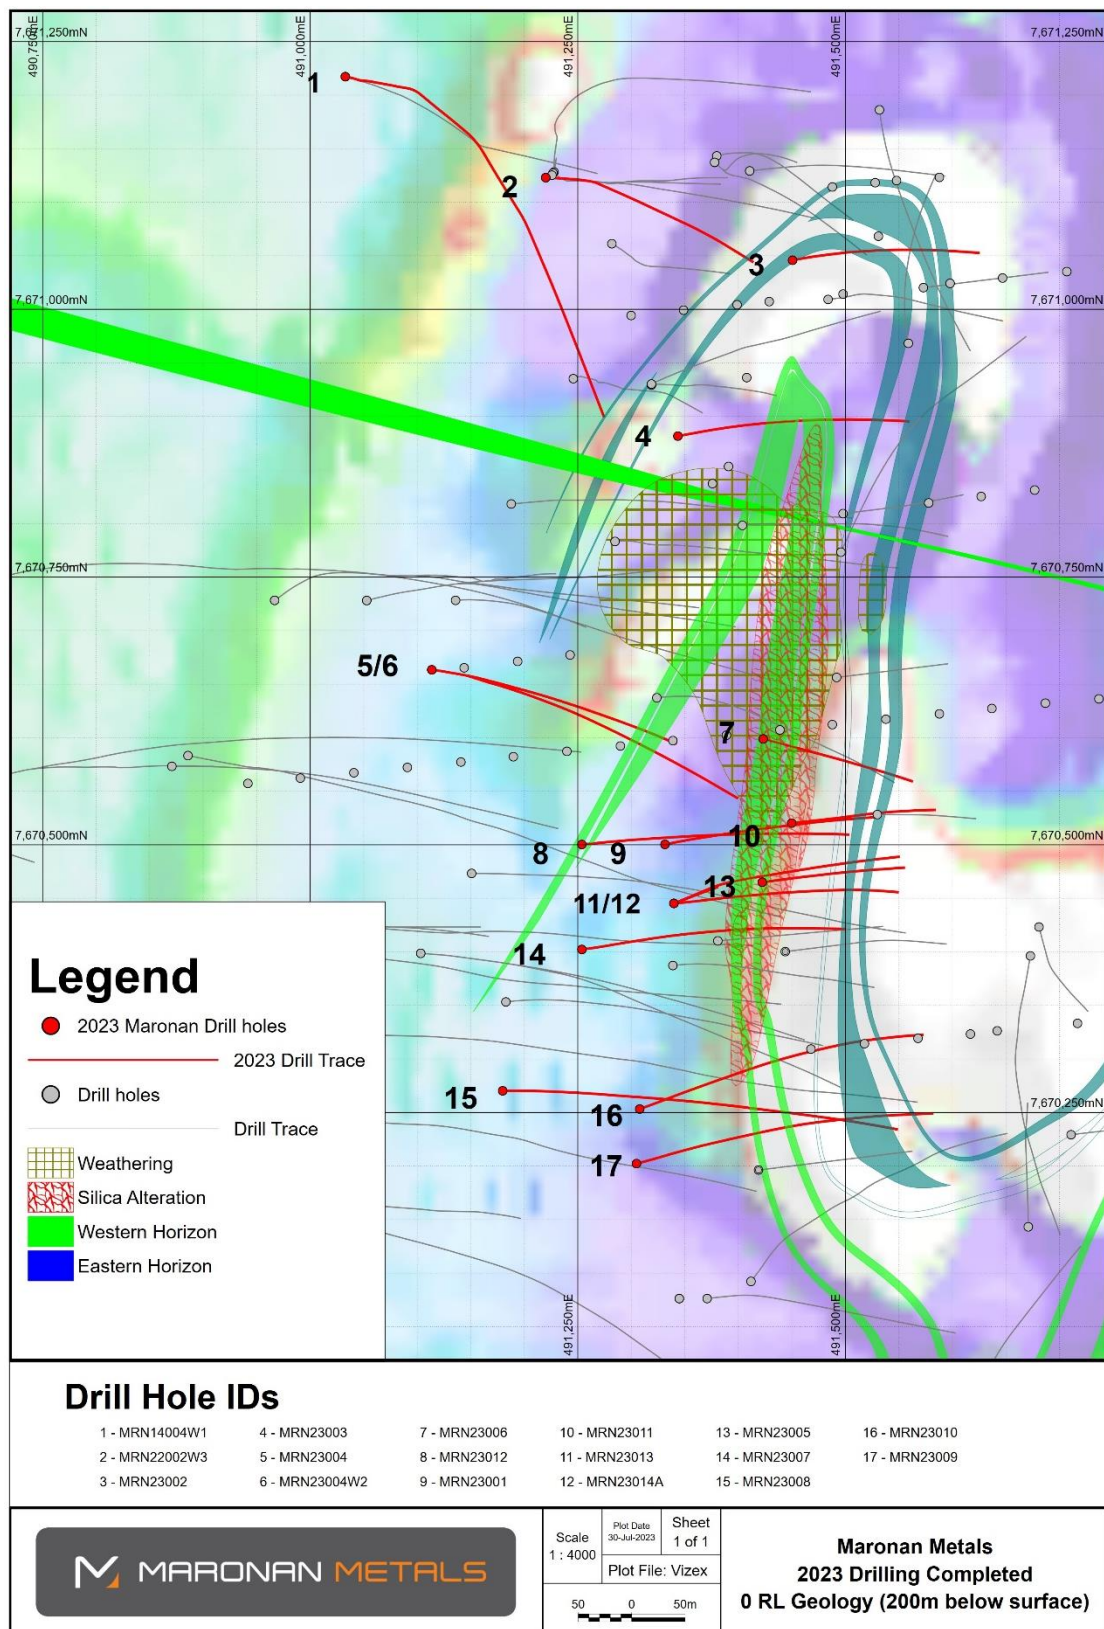 490,750mE
491,000mE
491,250mE
491,500mE
7,671,250mN
7,671,250mN
1
2
3
7,671,000mN
7,671,000mN
4
7,670,750mN
7,670,750mN
5/6
7
7,670,500mN
7,670,500mN
8
9
10
11/12
13
14
15
16
17
7,670,250mN
491,250mE
491,500mE
Legend
2023 Maronan Drill holes
2023 Drill Trace
Drill holes
Drill Trace
Weathering
Silica Alteration
Western Horizon
Eastern Horizon
Drill Hole IDs
1 - MRN14004W1
4 - MRN23003
7 - MRN23006
10 - MRN23011
13 - MRN23005
16 - MRN23010
2 - MRN22002W3
5 - MRN23004
8 - MRN23012
11 - MRN23013
14 - MRN23007
17 - MRN23009
3 - MRN23002
6 - MRN23004W2
9 - MRN23001
12 - MRN23014A
15 - MRN23008
MARONAN METALS
Scale
1 : 4000
Plot Date
30-Jul-2023
Sheet
1 of 1
Plot File: Vizex
50 0 50m
Maronan Metals
2023 Drilling Completed
0 RL Geology (200m below surface)